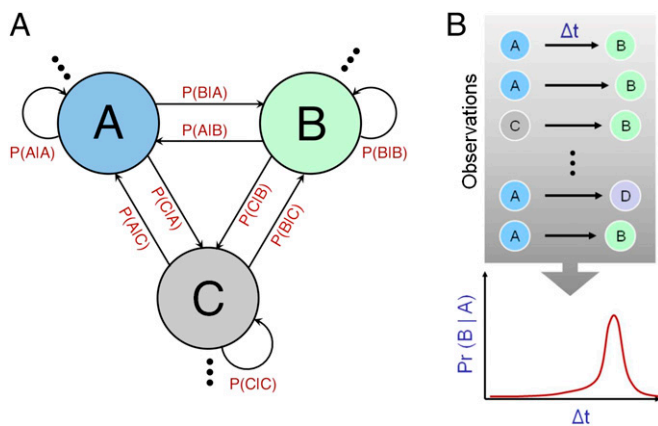 A
P(B|A)
A
B
P(A|B)
P(A|A)
P(B|B)
P(C|A)
P(C|B)
P(A|C)
P(B|C)
C
P(C|C)
B
Observations
Δt
A
B
A
B
C
B
A
D
A
B
Pr (B | A)
Δt